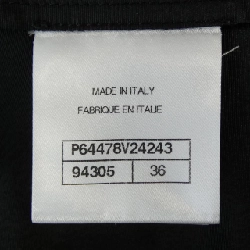 MADE IN ITALY
FABRIQUE EN ITALIE
P64478V24243
94305 36